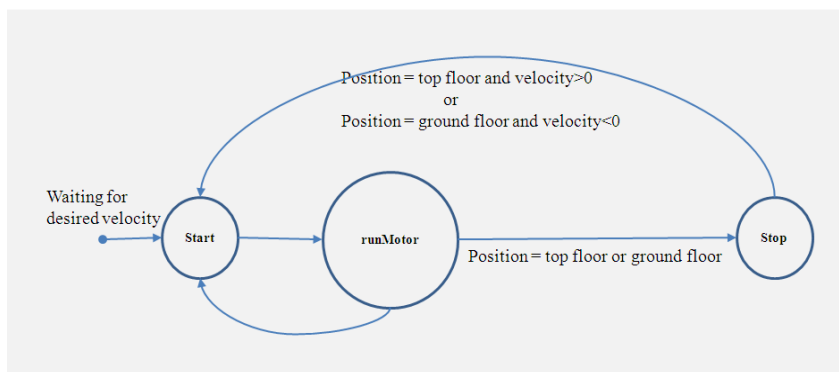 Position = top floor and velocity>0
or
Position = ground floor and velocity<0
Waiting for
desired velocity
Start
runMotor
Stop
Position = top floor or ground floor